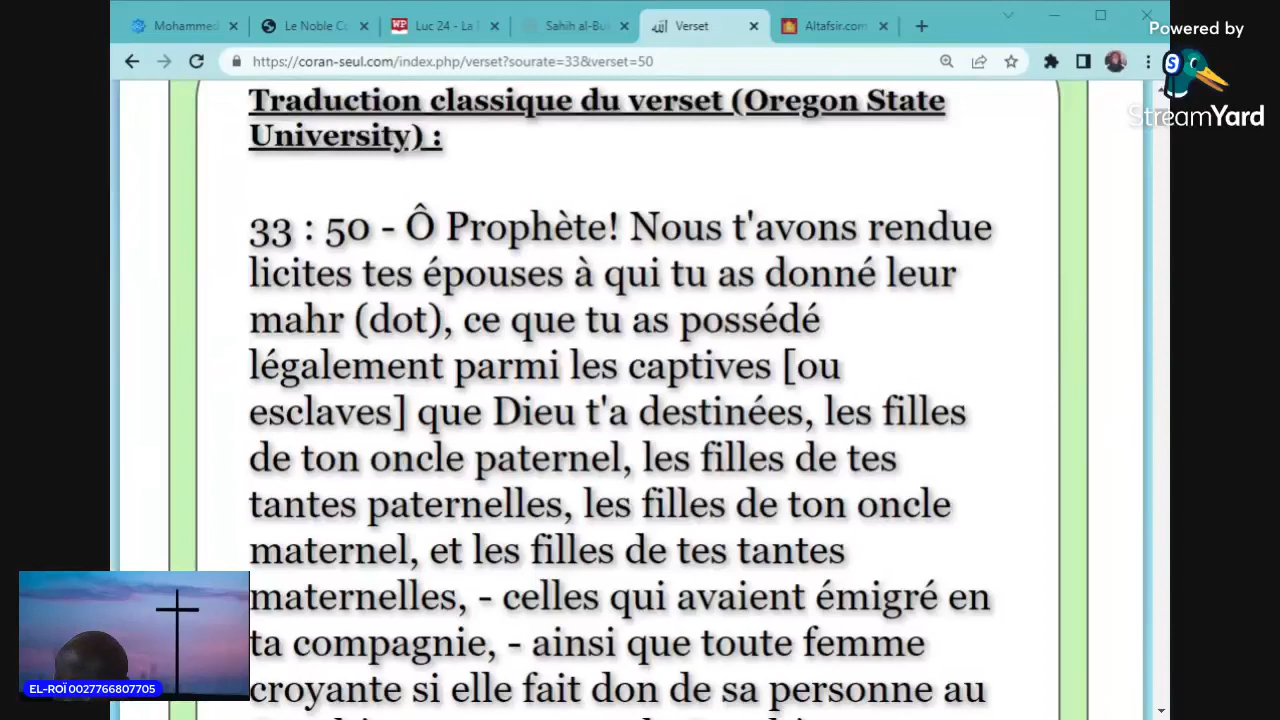 Mohammed
Le Noble Co
Luc 24 - La
Sahih al-Bu
Verset
Altafsir.com
https://coran-seul.com/index.php/verset?sourate=33&verset=50
Powered by
StreamYard
Traduction classique du verset (Oregon State
University) :
33 : 50 - Ô Prophète! Nous t'avons rendue
licites tes épouses à qui tu as donné leur
mahr (dot), ce que tu as possédé
légalement parmi les captives [ou
esclaves] que Dieu t'a destinées, les filles
de ton oncle paternel, les filles de tes
tantes paternelles, les filles de ton oncle
maternel, et les filles de tes tantes
maternelles, - celles qui avaient émigré en
ta compagnie, - ainsi que toute femme
croyante si elle fait don de sa personne au
EL-ROÏ 0027766807705